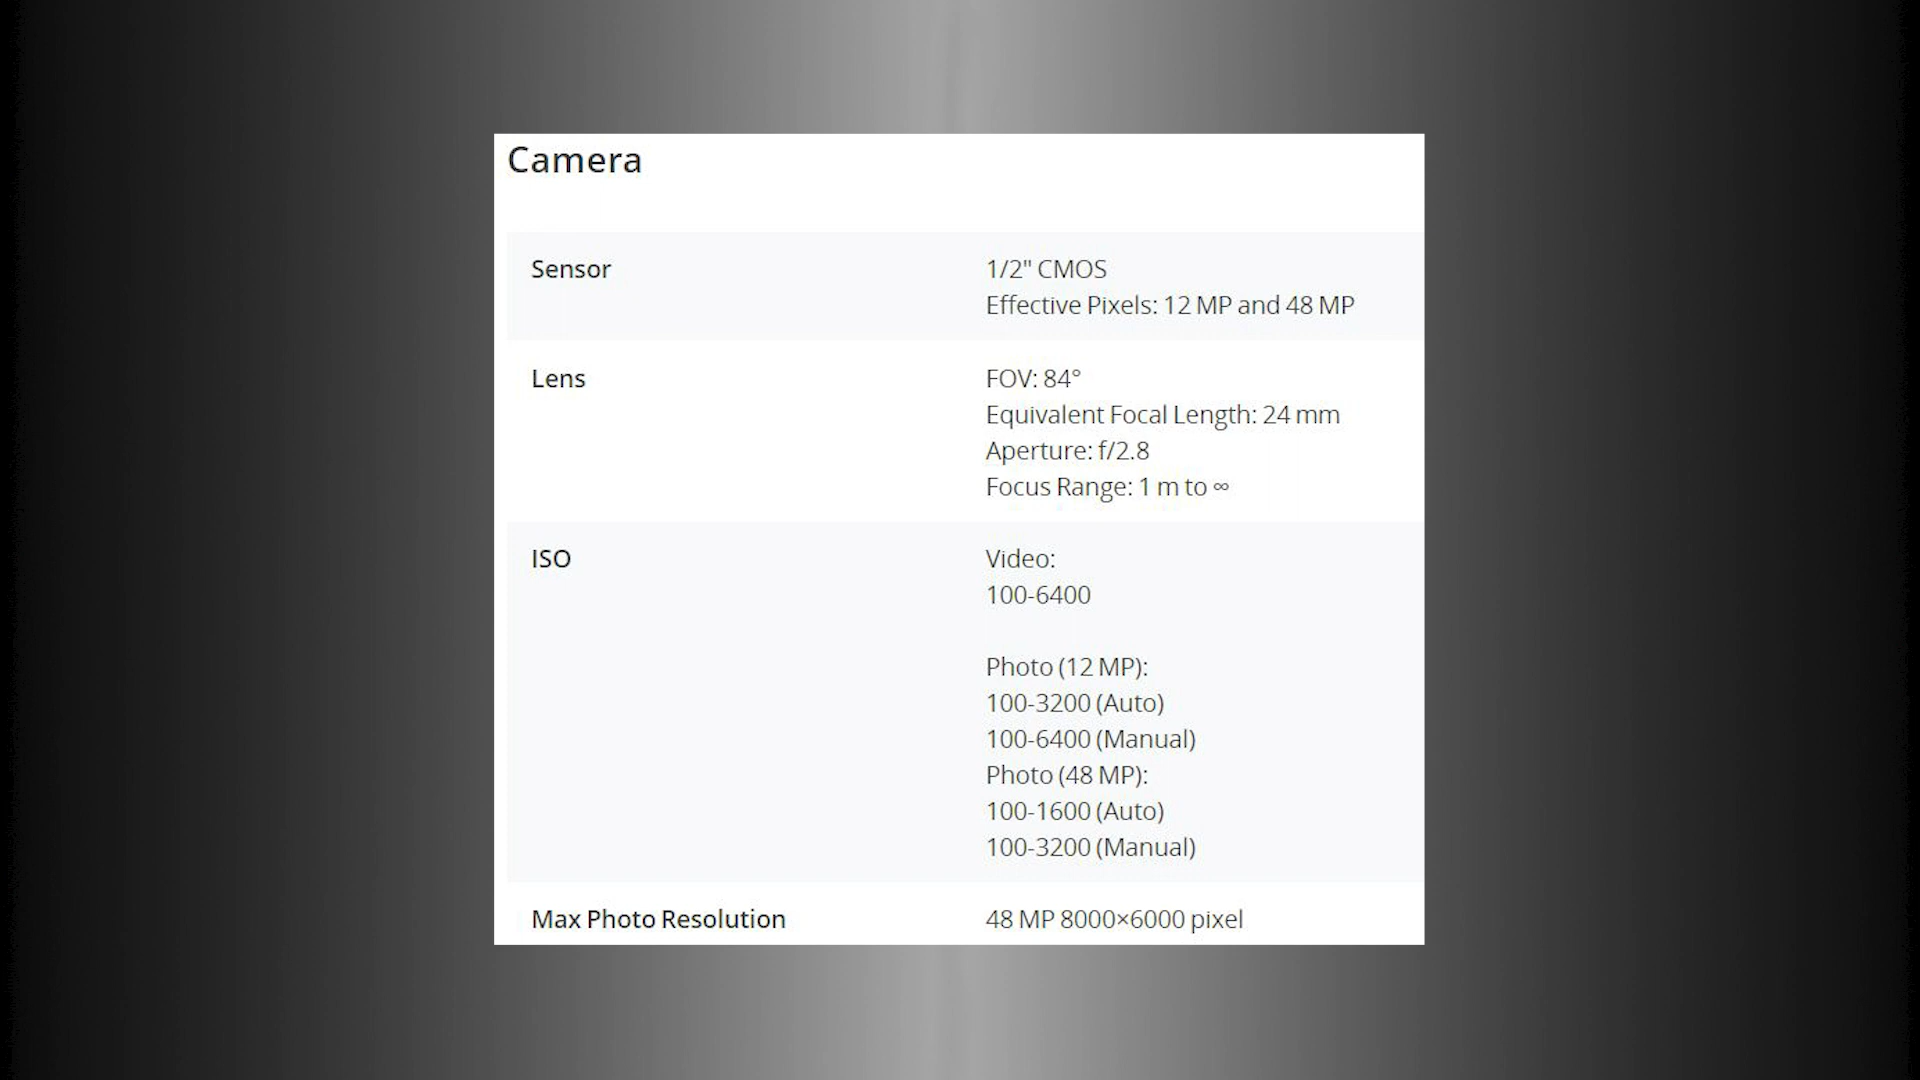 Camera
Sensor
1/2" CMOS
Effective Pixels: 12 MP and 48 MP
Lens
FOV: 84°
Equivalent Focal Length: 24 mm
Aperture: f/2.8
Focus Range: 1 m to ∞
ISO
Video:
100-6400
Photo (12 MP):
100-3200 (Auto)
100-6400 (Manual)
Photo (48 MP):
100-1600 (Auto)
100-3200 (Manual)
Max Photo Resolution
48 MP 8000×6000 pixel